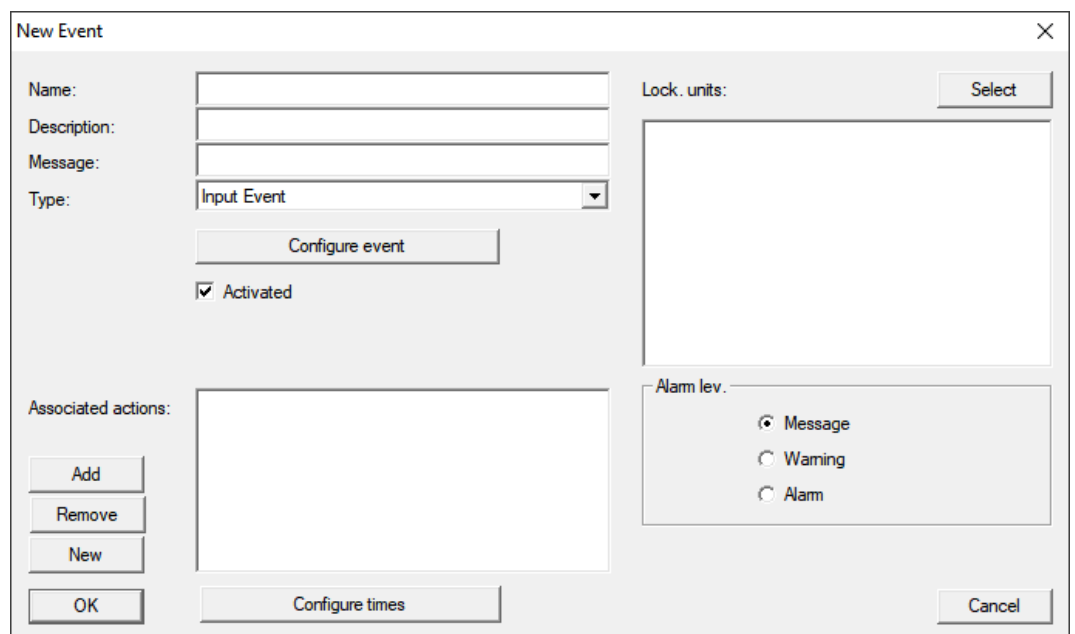 New Event
Name:
Lock. units:
Select
Description:
Message:
Type:
Input Event
Configure event
Activated
Associated actions:
Alarm lev.
Message
Warning
Alarm
Add
Remove
New
OK
Configure times
Cancel